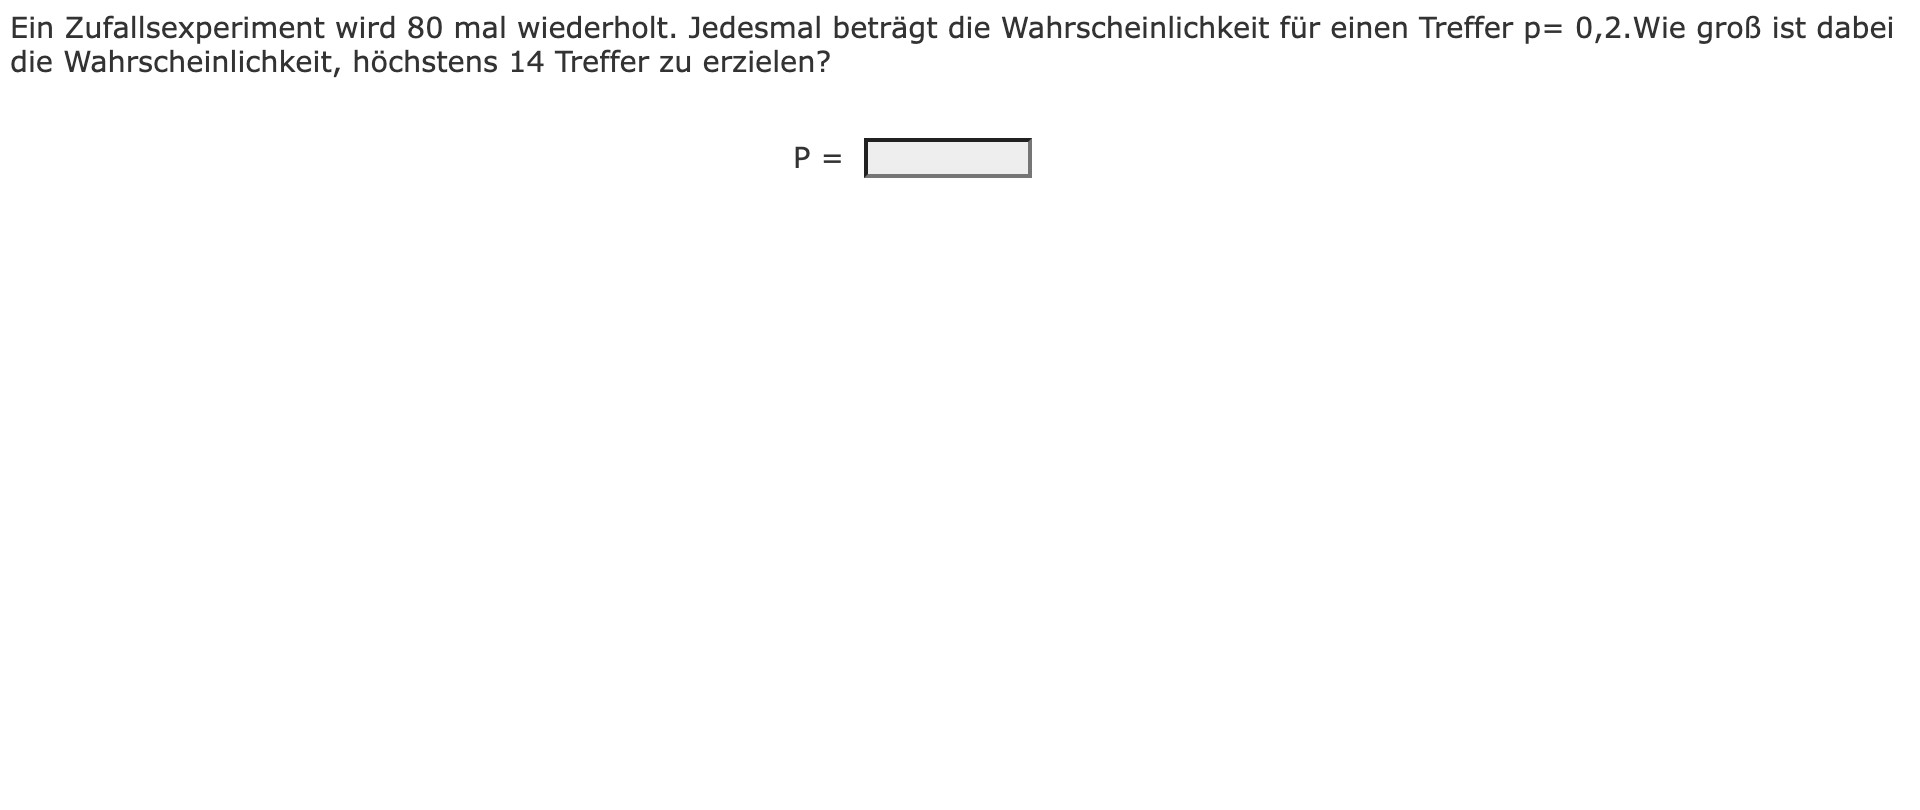 Ein Zufallsexperiment wird 80 mal wiederholt. Jedesmal beträgt die Wahrscheinlichkeit für einen Treffer p= 0,2.Wie groß ist dabei
die Wahrscheinlichkeit, höchstens 14 Treffer zu erzielen?
P =